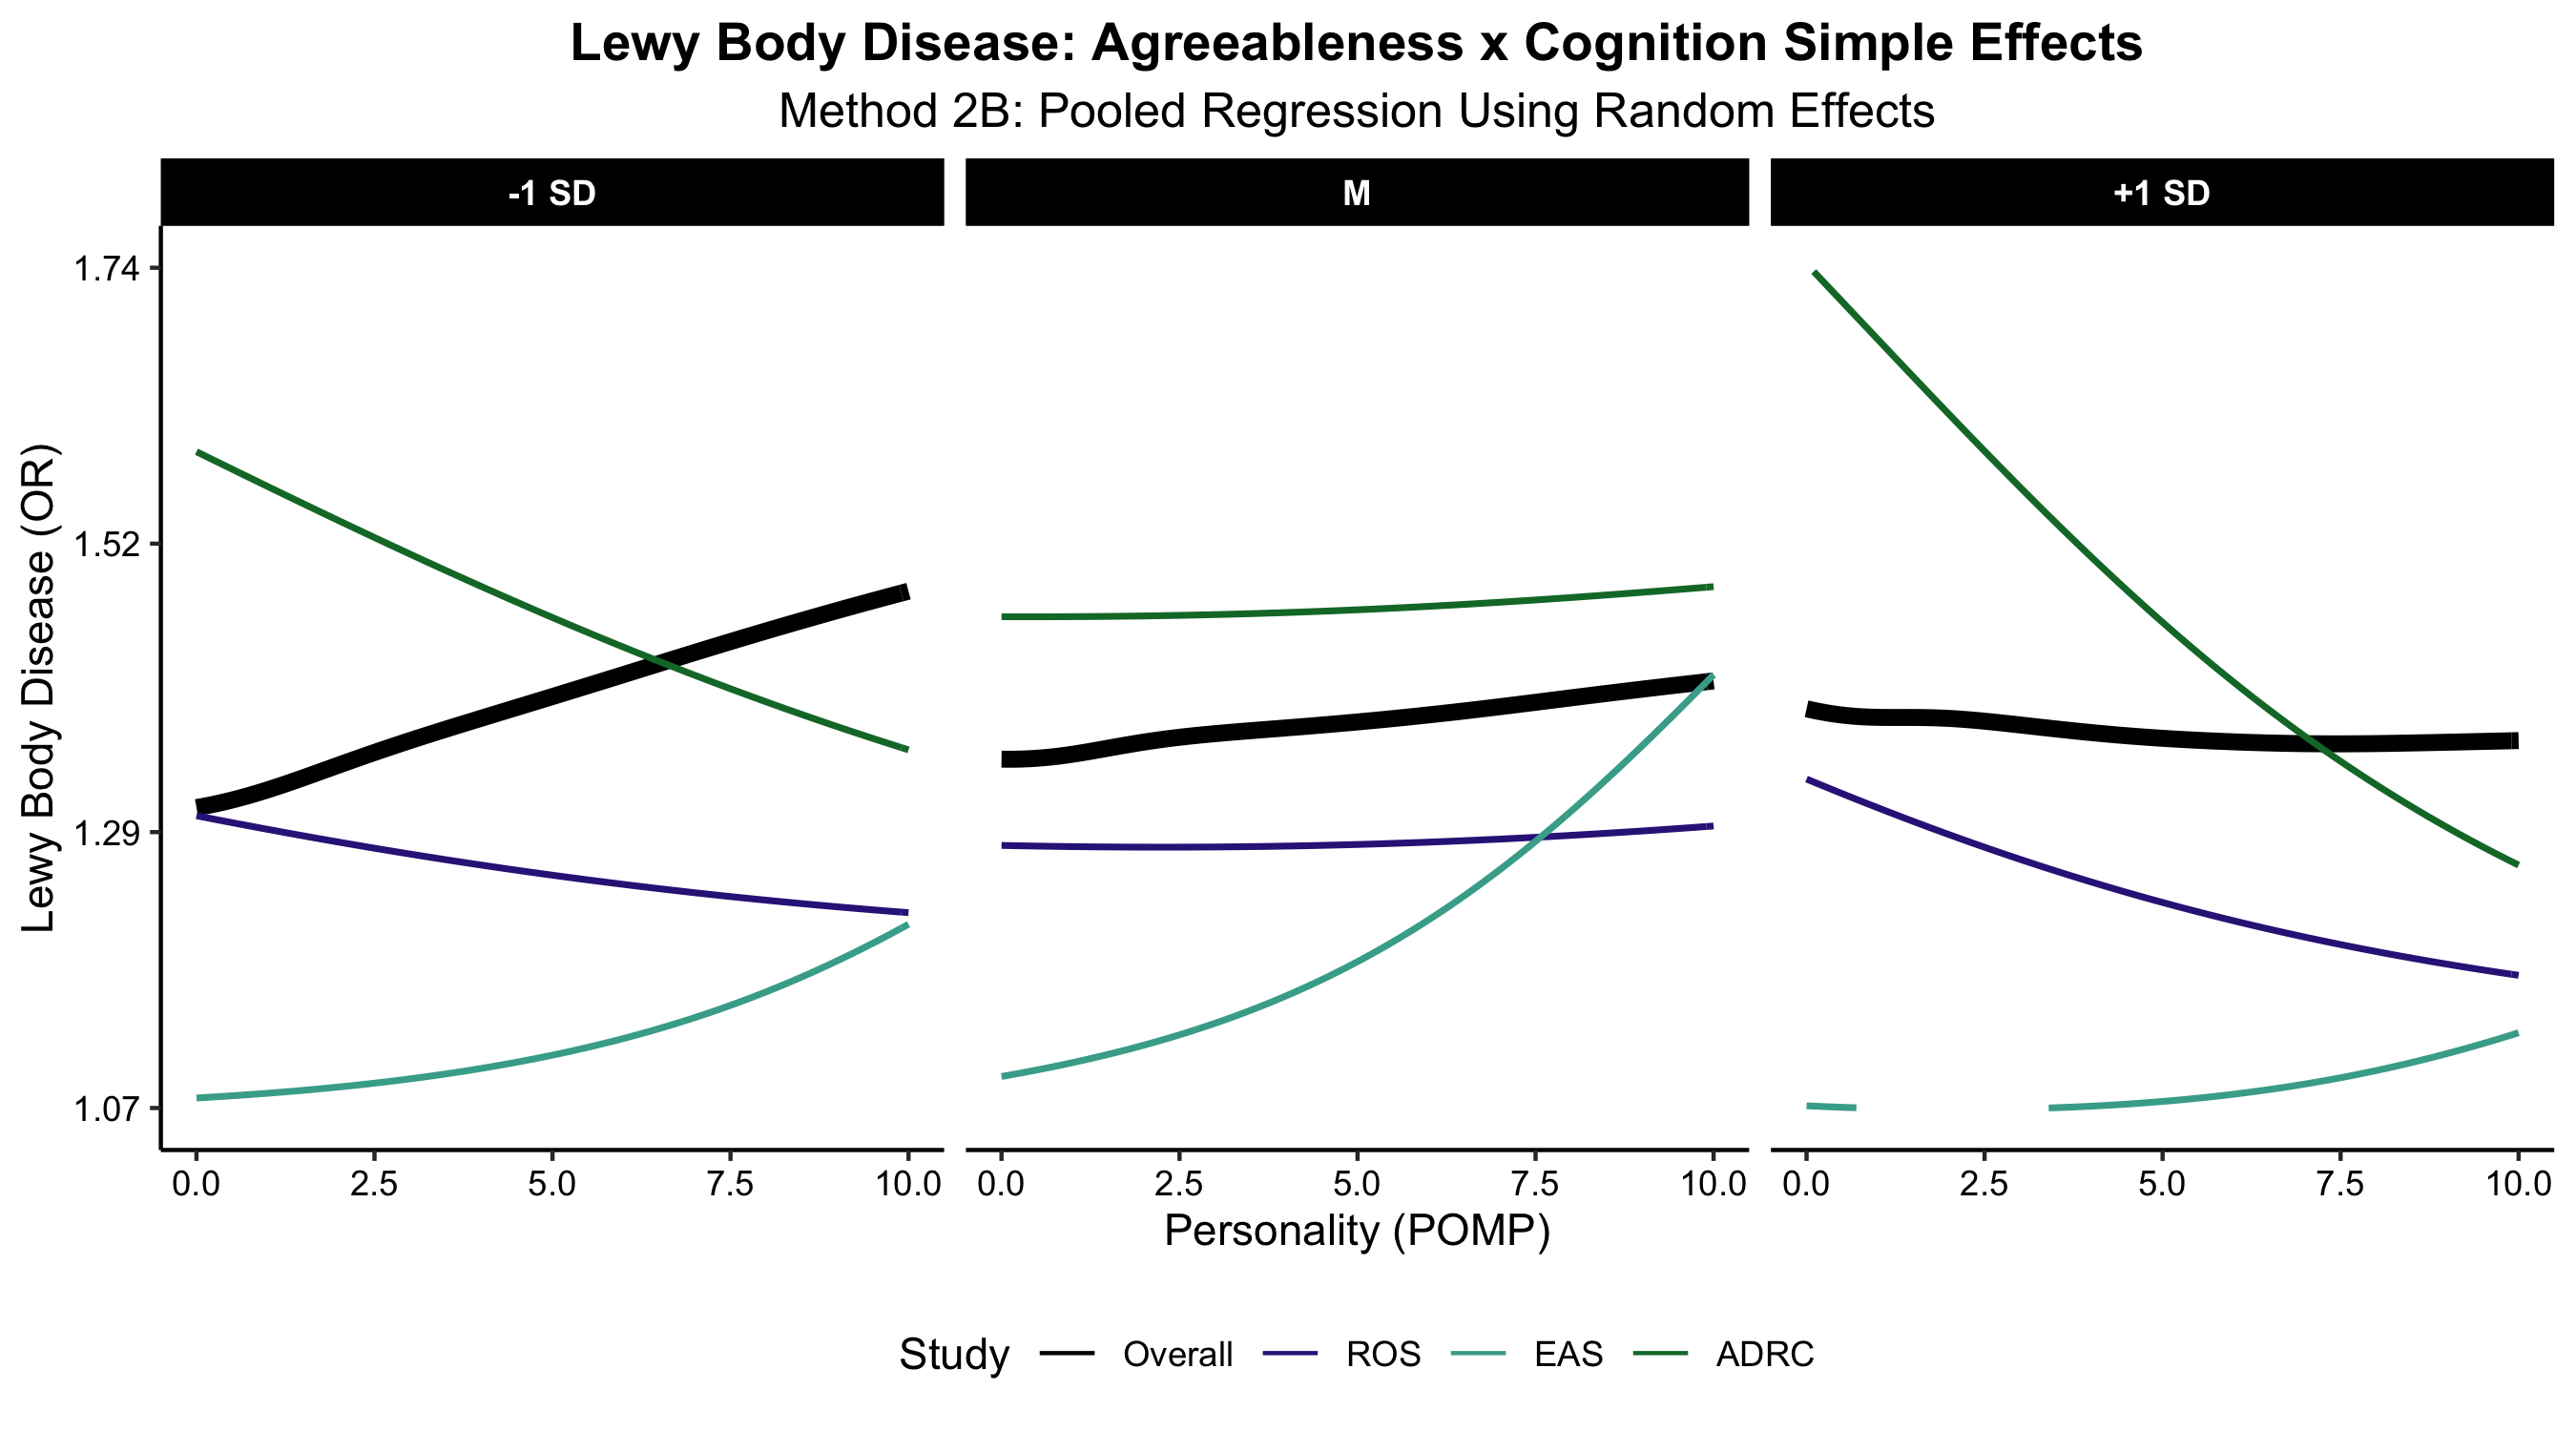 Lewy Body Disease: Agreeableness x Cognition Simple Effects
Method 2B: Pooled Regression Using Random Effects
-1 SD M +1 SD
Lewy Body Disease (OR)
1.74
1.52
1.29
1.07
0.0 2.5 5.0 7.5 10.0 0.0 2.5 5.0 7.5 10.0 0.0 2.5 5.0 7.5 10.0
Personality (POMP)
Study Overall ROS EAS ADRC